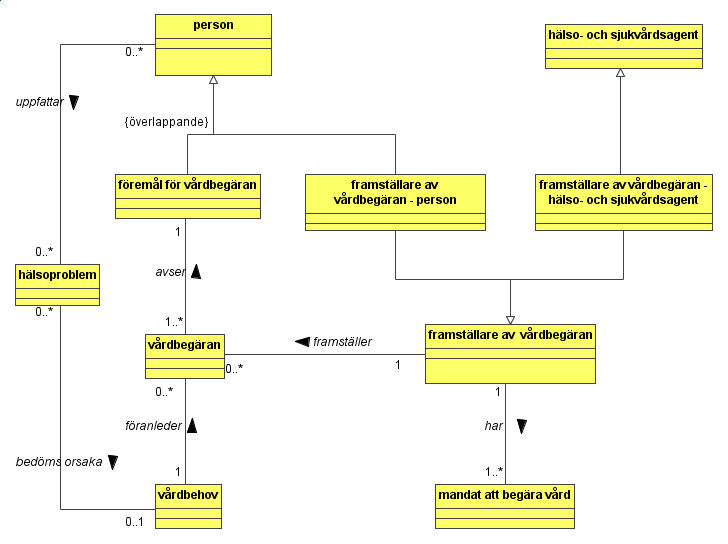 person
hälso- och sjukvårdsagent
0..*
uppfattar
{överlappande}
föremål för vårdbegäran
framställare av
vårdbegäran - person
framställare av vårdbegäran -
hälso- och sjukvårdsagent
1
0..*
avser
hälsoproblem
0..*
1..*
vårdbegäran
framställer
framställare av vårdbegäran
0..*
1
0..*
1
föranleder
har
bedöms orsaka
1
1..*
vårdbehov
mandat att begära vård
0..1